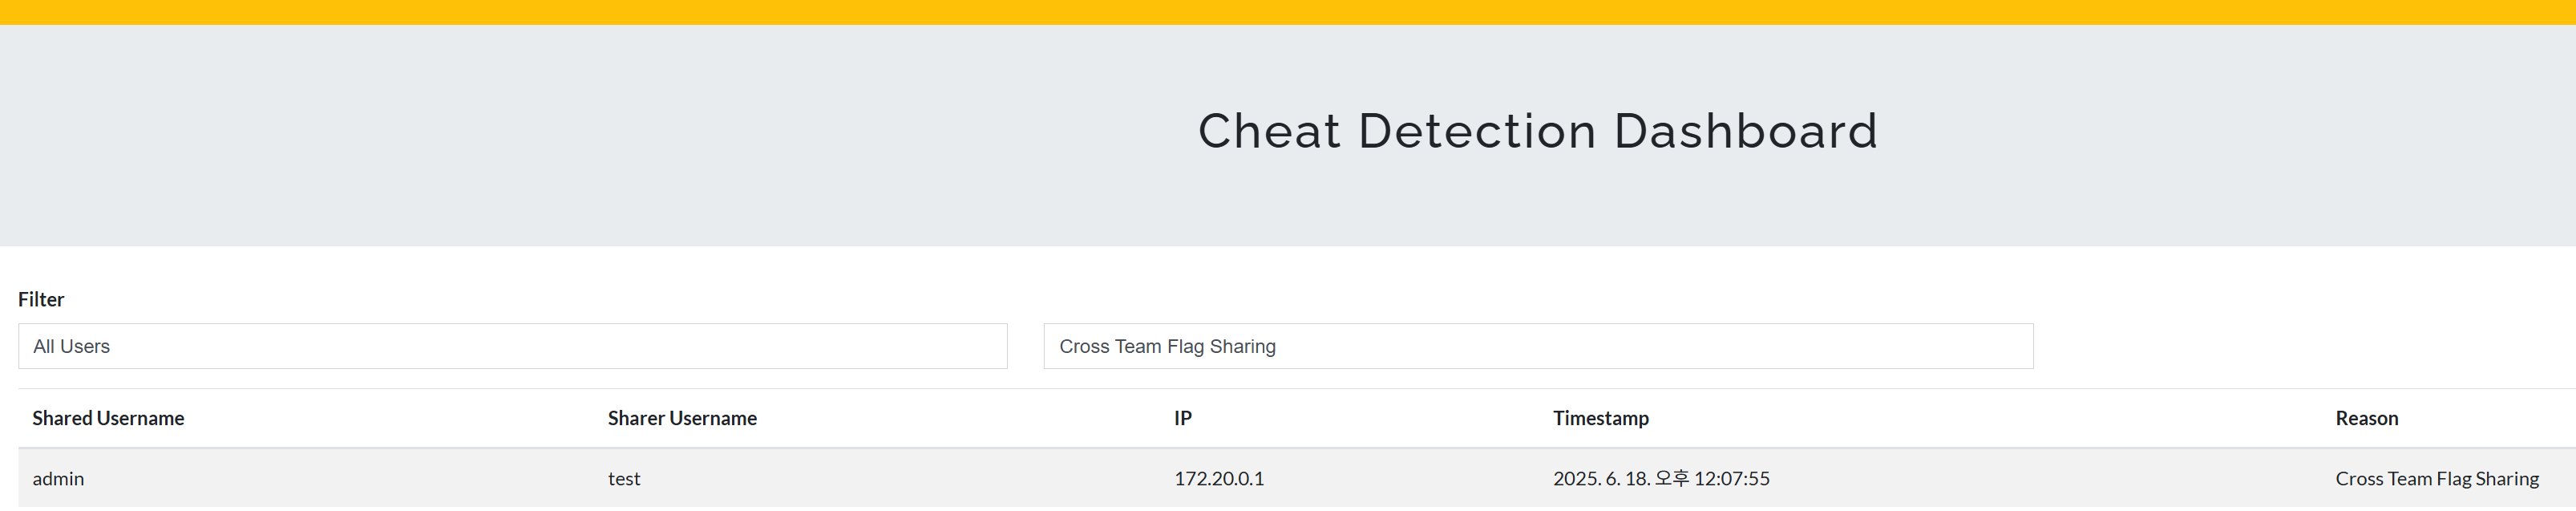 Cheat Detection Dashboard
Filter
All Users Cross Team Flag Sharing
Shared Username Sharer Username IP Timestamp Reason
admin test 172.20.0.1 2025. 6. 18. 오후 12:07:55 Cross Team Flag Sharing